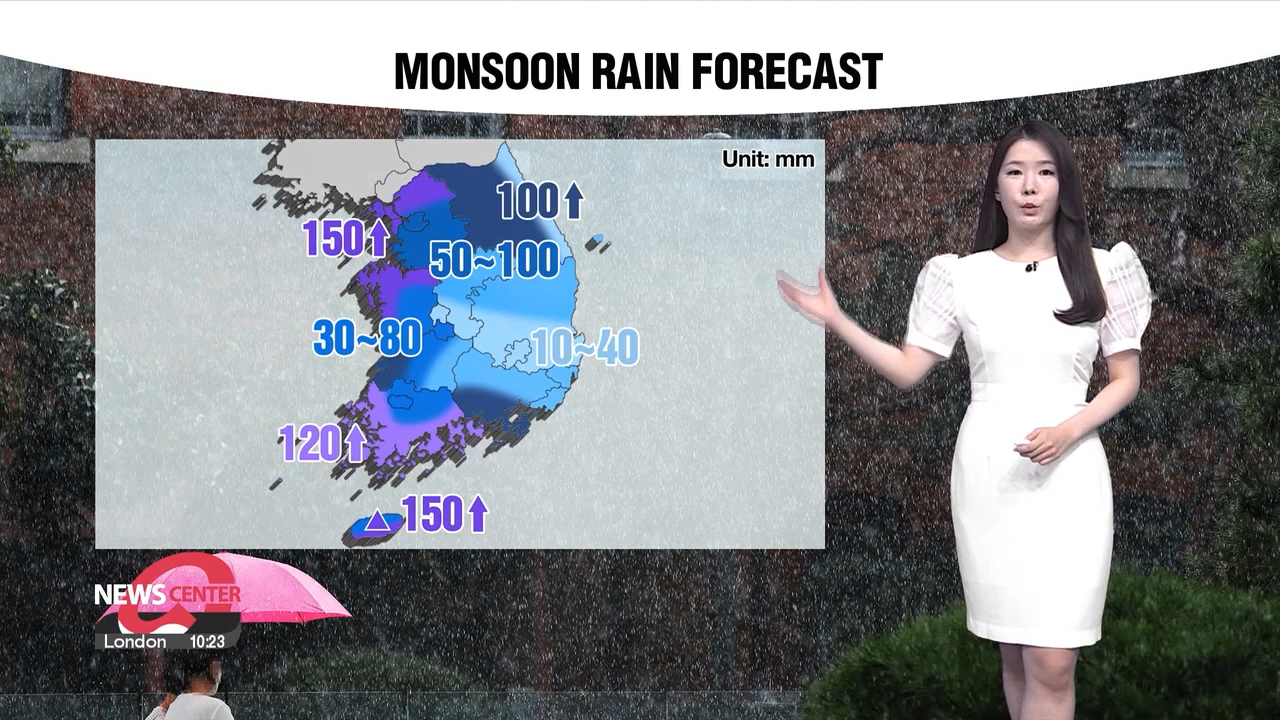 MONSOON RAIN FORECAST
Unit: mm
100
150
50~100
30~80
10~40
120
150
NEWS CENTER
London 10:23